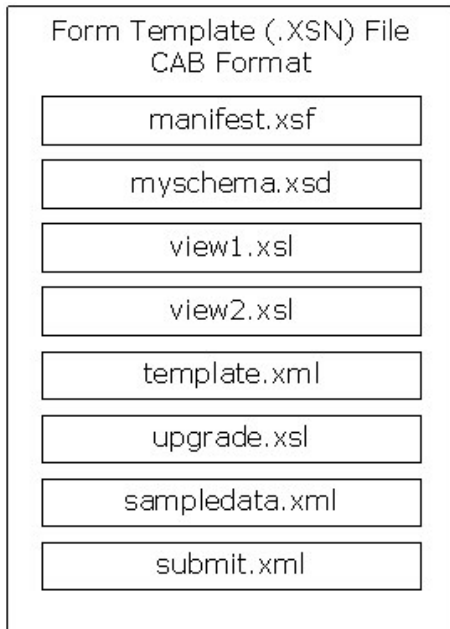 Form Template (.XSN) File
CAB Format
manifest.xsf
myschema.xsd
view1.xsl
view2.xsl
template.xml
upgrade.xsl
sampledata.xml
submit.xml